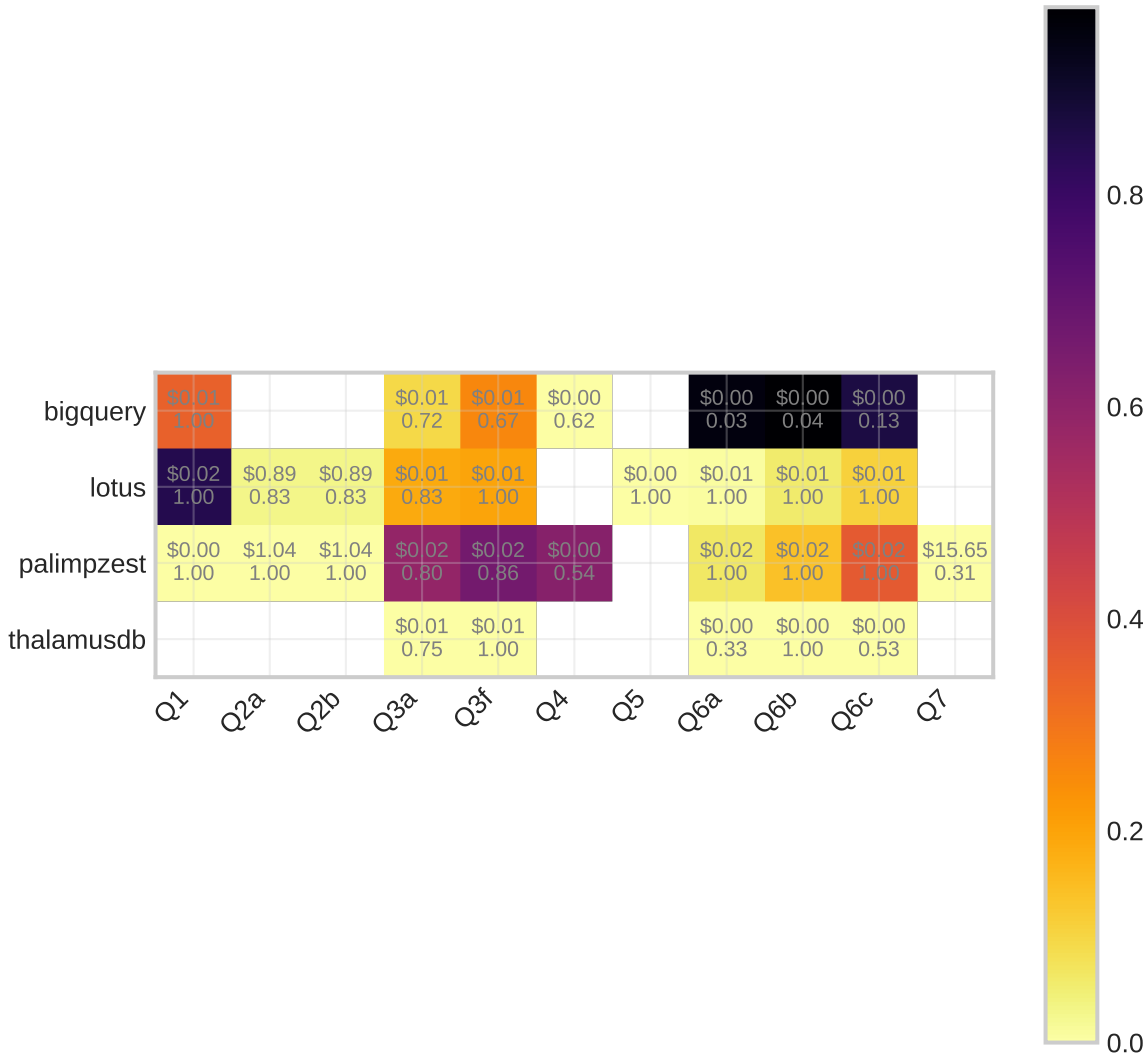 0.8
0.6
0.4
0.2
0.0
bigquery
$0.01 $0.01 $0.01 $0.00 $0.00 $0.00 $0.00
1.00 0.72 0.67 0.62 0.03 0.04 0.13
lotus
$0.02 $0.89 $0.89 $0.01 $0.01 $0.00 $0.01 $0.01 $0.01
1.00 0.83 0.83 0.83 1.00 1.00 1.00 1.00 1.00
palimpzest
$0.00 $1.04 $1.04 $0.02 $0.02 $0.00 $0.02 $0.02 $0.02 $15.65
1.00 1.00 1.00 0.80 0.86 0.54 1.00 1.00 1.00 0.31
thalamusdb
$0.01 $0.01 $0.00 $0.00 $0.00
0.75 1.00 0.33 1.00 0.53
Q1 Q2a Q2b Q3a Q3f Q4 Q5 Q6a Q6b Q6c Q7